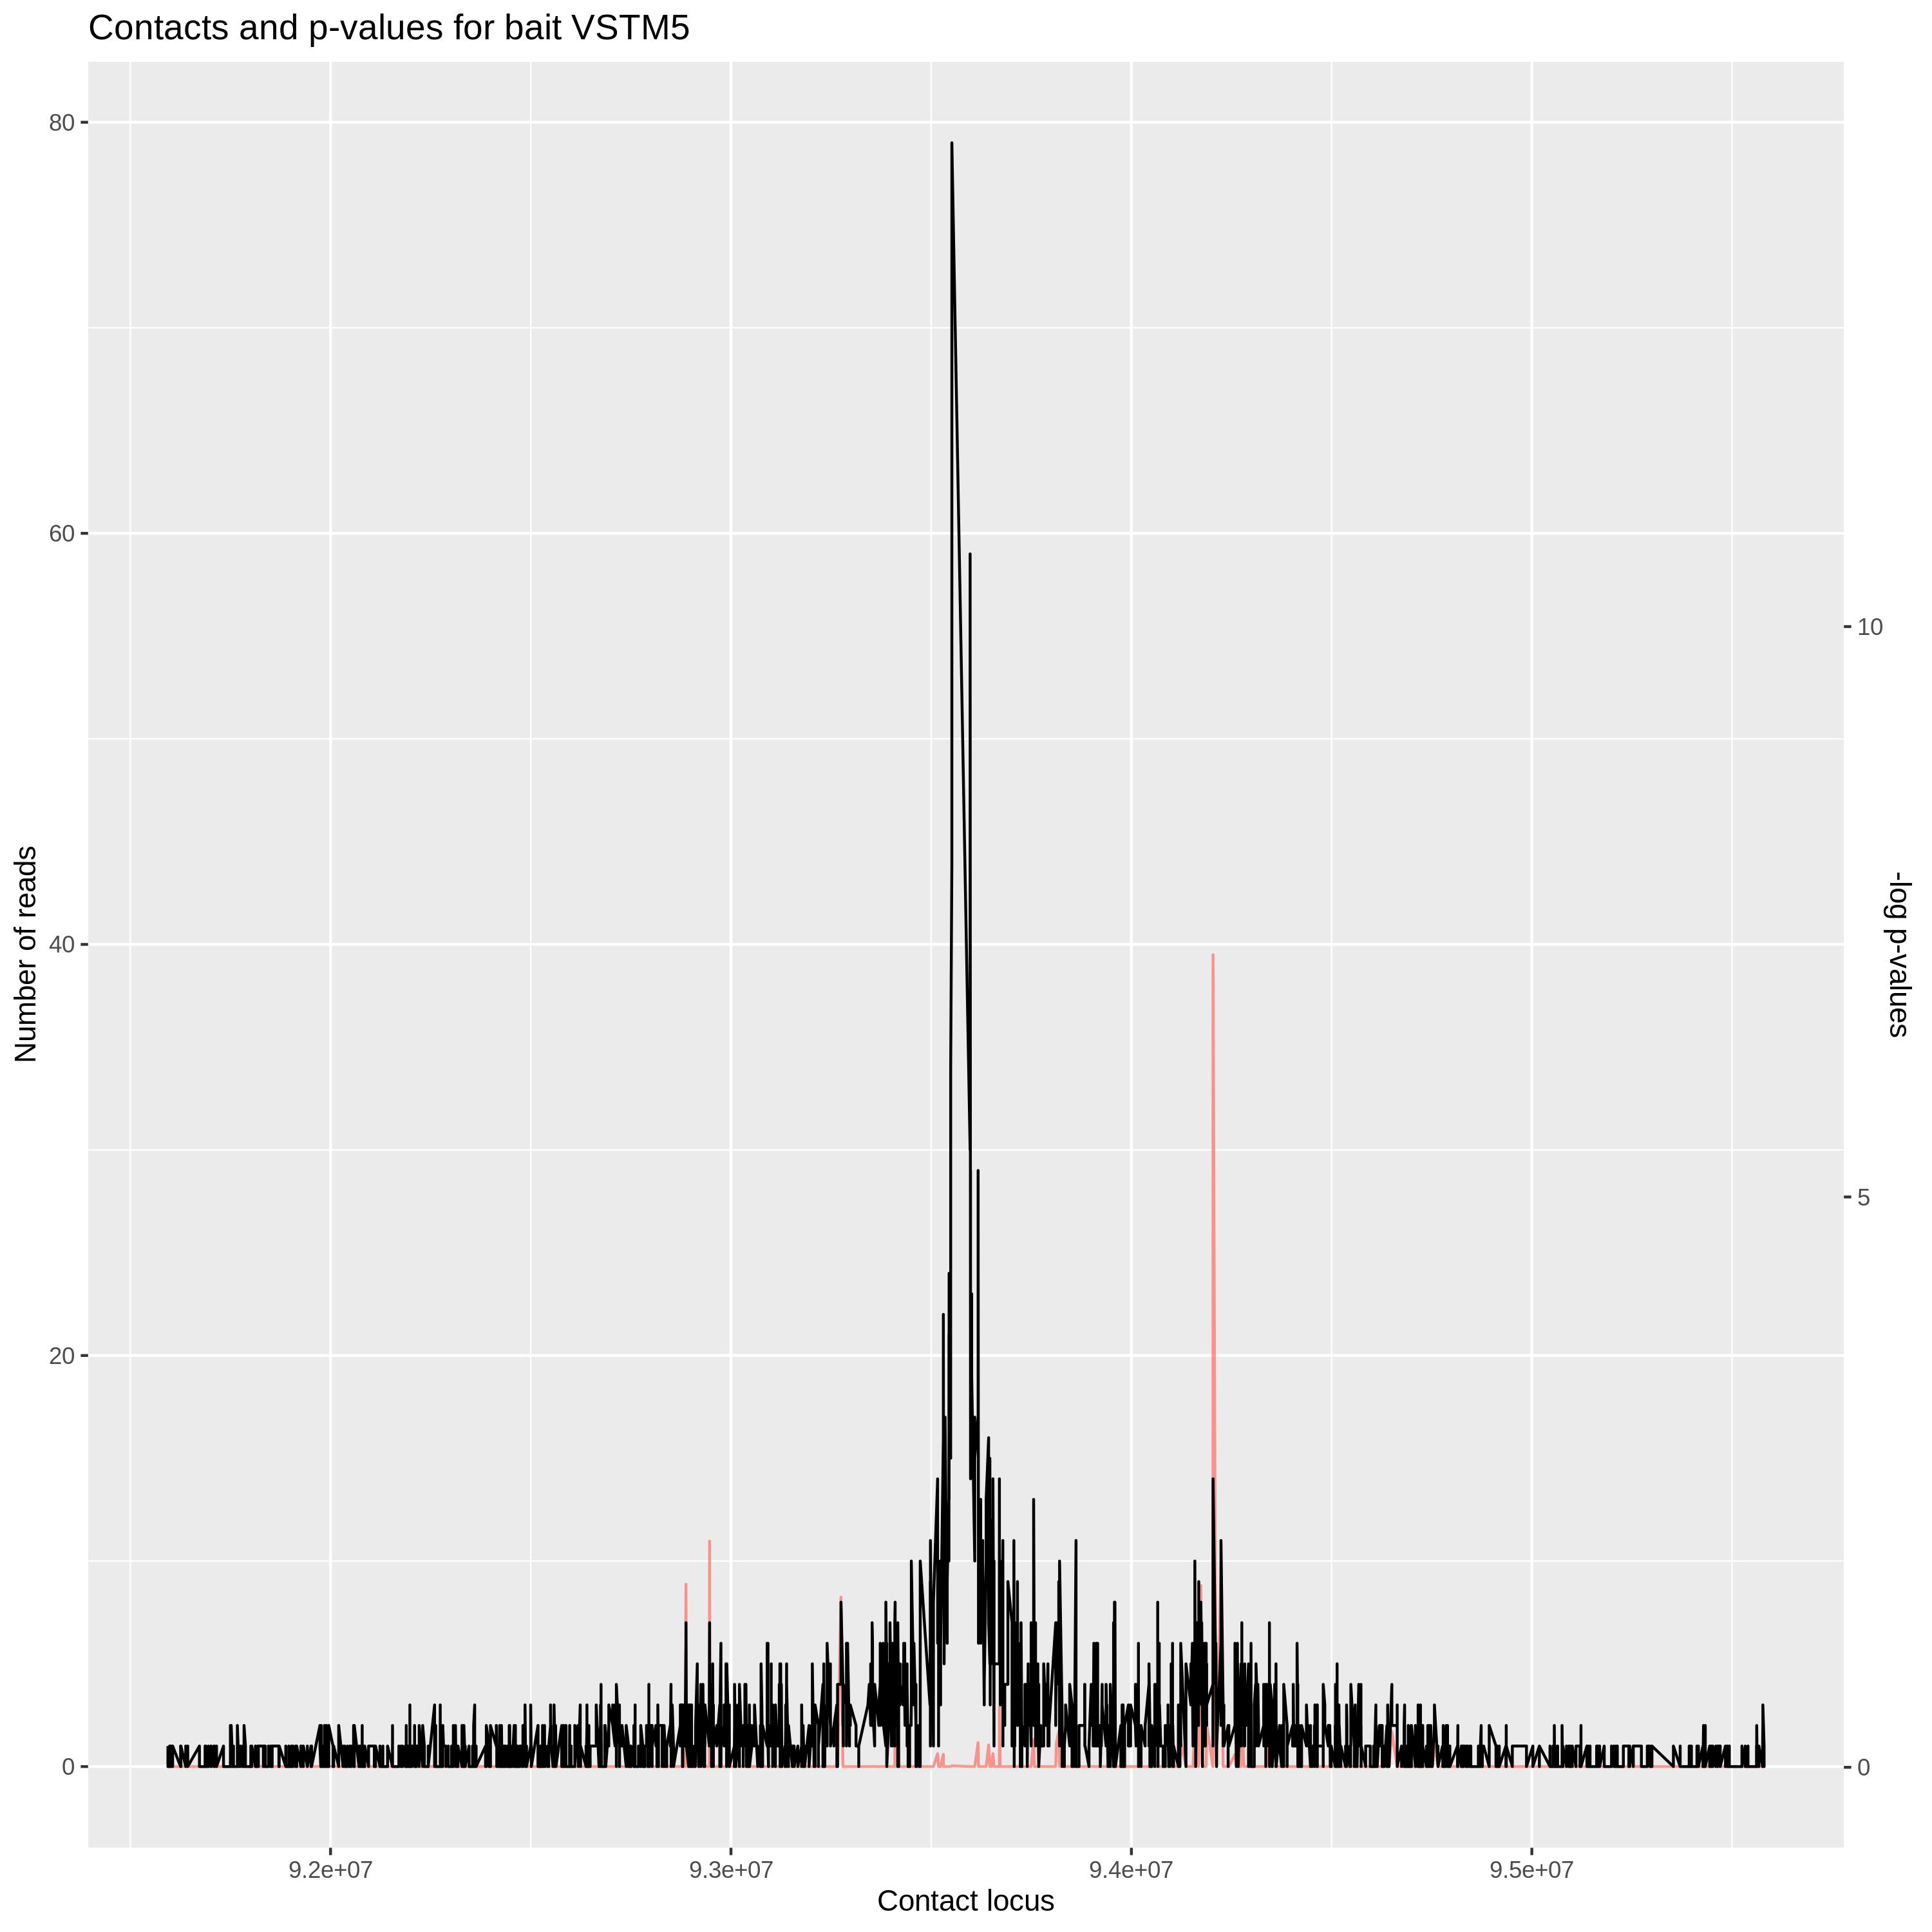 Contacts and p-values for bait VSTM5
80
60
40
20
0
Number of reads
10
5
0
-log p-values
9.2e+07 9.3e+07 9.4e+07 9.5e+07
Contact locus